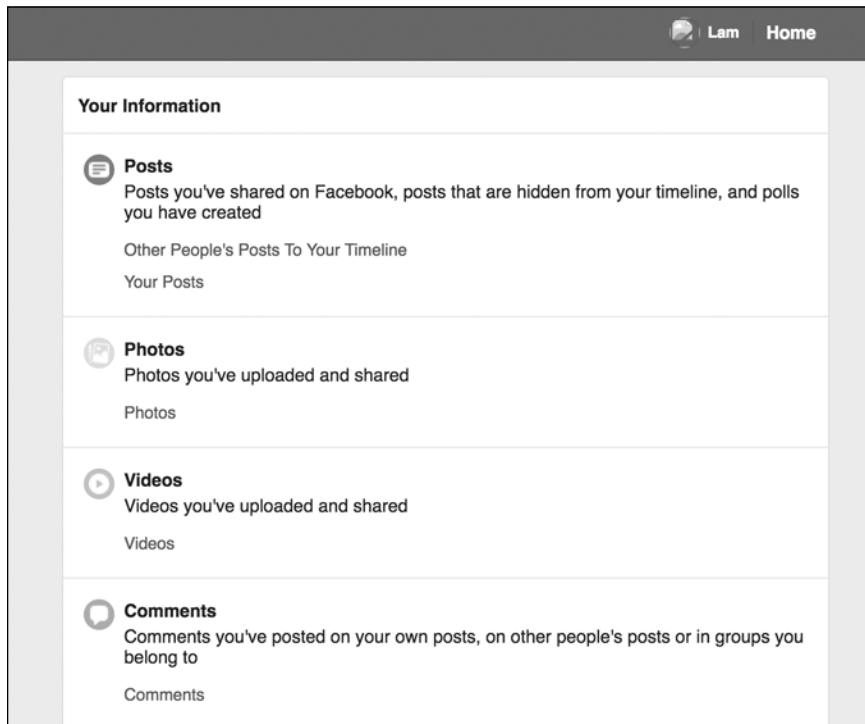 Lam Home
Your Information
Posts
Posts you've shared on Facebook, posts that are hidden from your timeline, and polls
you have created
Other People's Posts To Your Timeline
Your Posts
Photos
Photos you've uploaded and shared
Photos
Videos
Videos you've uploaded and shared
Videos
Comments
Comments you've posted on your own posts, on other people's posts or in groups you
belong to
Comments